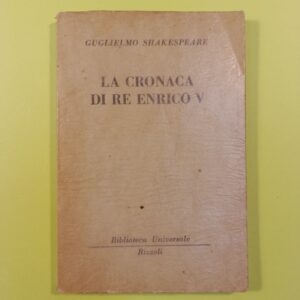 GUGLIELMO SHAKESPEARE
LA CRONACA
DI RE ENRICO V
Biblioteca Universale
Rizzoli